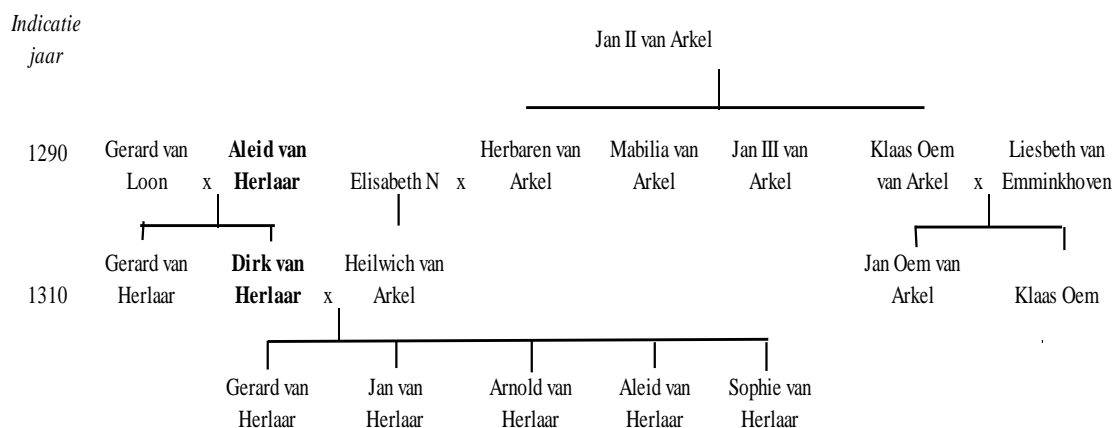 Indicatie
jaar
Jan II van Arkel
1290 Gerard van Aleid van Herbaren van Mabilia van Jan III van Klaas Oem Liesbeth van
Loon x Herlaar Elisabeth N x Arkel Arkel Arkel van Arkel x Emminkhoven
Gerard van Dirk van Heilwich van Jan Oem van
1310 Herlaar Herlaar x Arkel Arkel Klaas Oem
Gerard van Jan van Arnold van Aleid van Sophie van
Herlaar Herlaar Herlaar Herlaar Herlaar